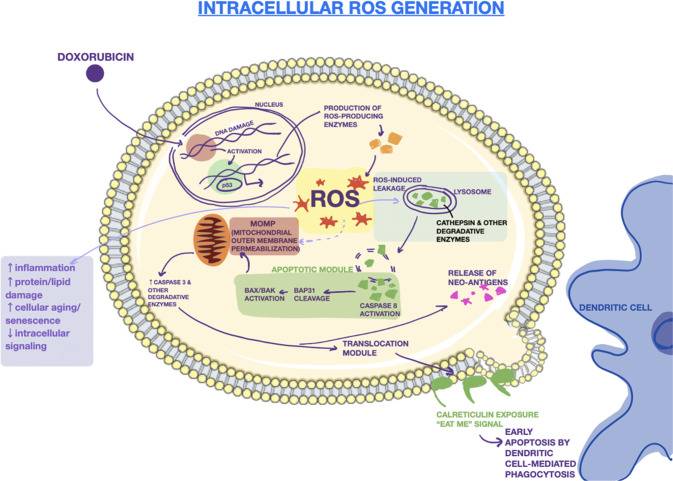 INTRACELLULAR ROS GENERATION
DOXORUBICIN
NUCLEUS
DNA DAMAGE
ACTIVATION
p53
PRODUCTION OF
ROS-PRODUCING
ENZYMES
ROS
ROS-INDUCED
LEAKAGE
LYSOSOME
CATHEPSIN & OTHER
DEGRADATIVE
ENZYMES
MOMP
(MITOCHONDRIAL
OUTER MEMBRANE
PERMEABILIZATION)
↑ inflammation
↑ protein/lipid
damage
↑ cellular aging/
senescence
↓ intracellular
signaling
APOPTOTIC MODULE
BAX/BAK
ACTIVATION
BAP31
CLEAVAGE
CASPASE 8
ACTIVATION
↑ CASPASE 3 &
OTHER
DEGRADATIVE
ENZYMES
RELEASE OF
NEO-ANTIGENS
DENDRITIC CELL
TRANSLOCATION
MODULE
CALRETICULIN EXPOSURE
"EAT ME" SIGNAL
EARLY
APOPTOSIS BY
DENDRITIC
CELL-MEDIATED
PHAGOCYTOSIS